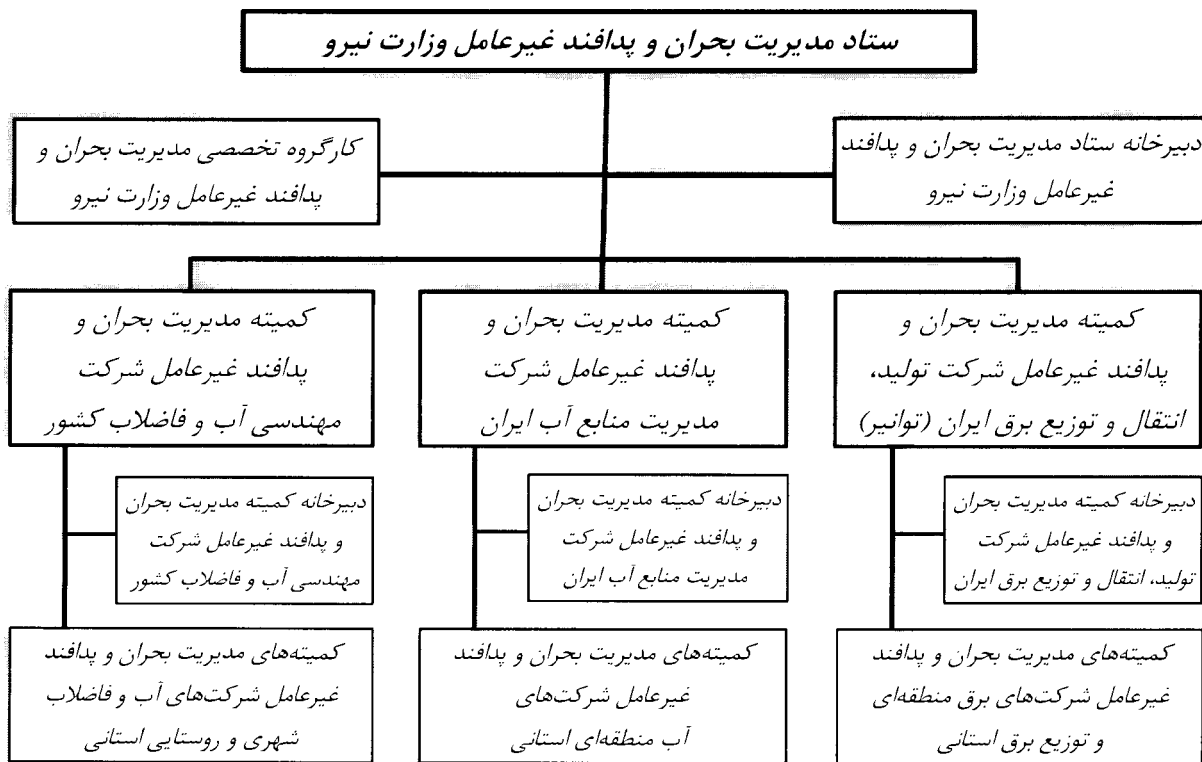 ستاد مدیریت بحران و پدافند غیرعامل وزارت نیرو
دبیرخانه ستاد مدیریت بحران و پدافند
غیرعامل وزارت نیرو
کارگروه تخصصی مدیریت بحران و
پدافند غیرعامل وزارت نیرو
کمیته مدیریت بحران و
پدافند غیرعامل شرکت تولید،
انتقال و توزیع برق ایران (توانیر)
کمیته مدیریت بحران و
پدافند غیرعامل شرکت
مدیریت منابع آب ایران
کمیته مدیریت بحران و
پدافند غیرعامل شرکت
مهندسی آب و فاضلاب کشور
دبیرخانه کمیته مدیریت بحران
و پدافند غیرعامل شرکت
تولید، انتقال و توزیع برق ایران
دبیرخانه کمیته مدیریت بحران
و پدافند غیرعامل شرکت
مدیریت منابع آب ایران
دبیرخانه کمیته مدیریت بحران
و پدافند غیرعامل شرکت
مهندسی آب و فاضلاب کشور
کمیته‌های مدیریت بحران و پدافند
غیرعامل شرکت‌های برق منطقه‌ای
و توزیع برق استانی
کمیته‌های مدیریت بحران و پدافند
غیرعامل شرکت‌های
آب منطقه‌ای استانی
کمیته‌های مدیریت بحران و پدافند
غیرعامل شرکت‌های آب و فاضلاب
شهری و روستایی استانی